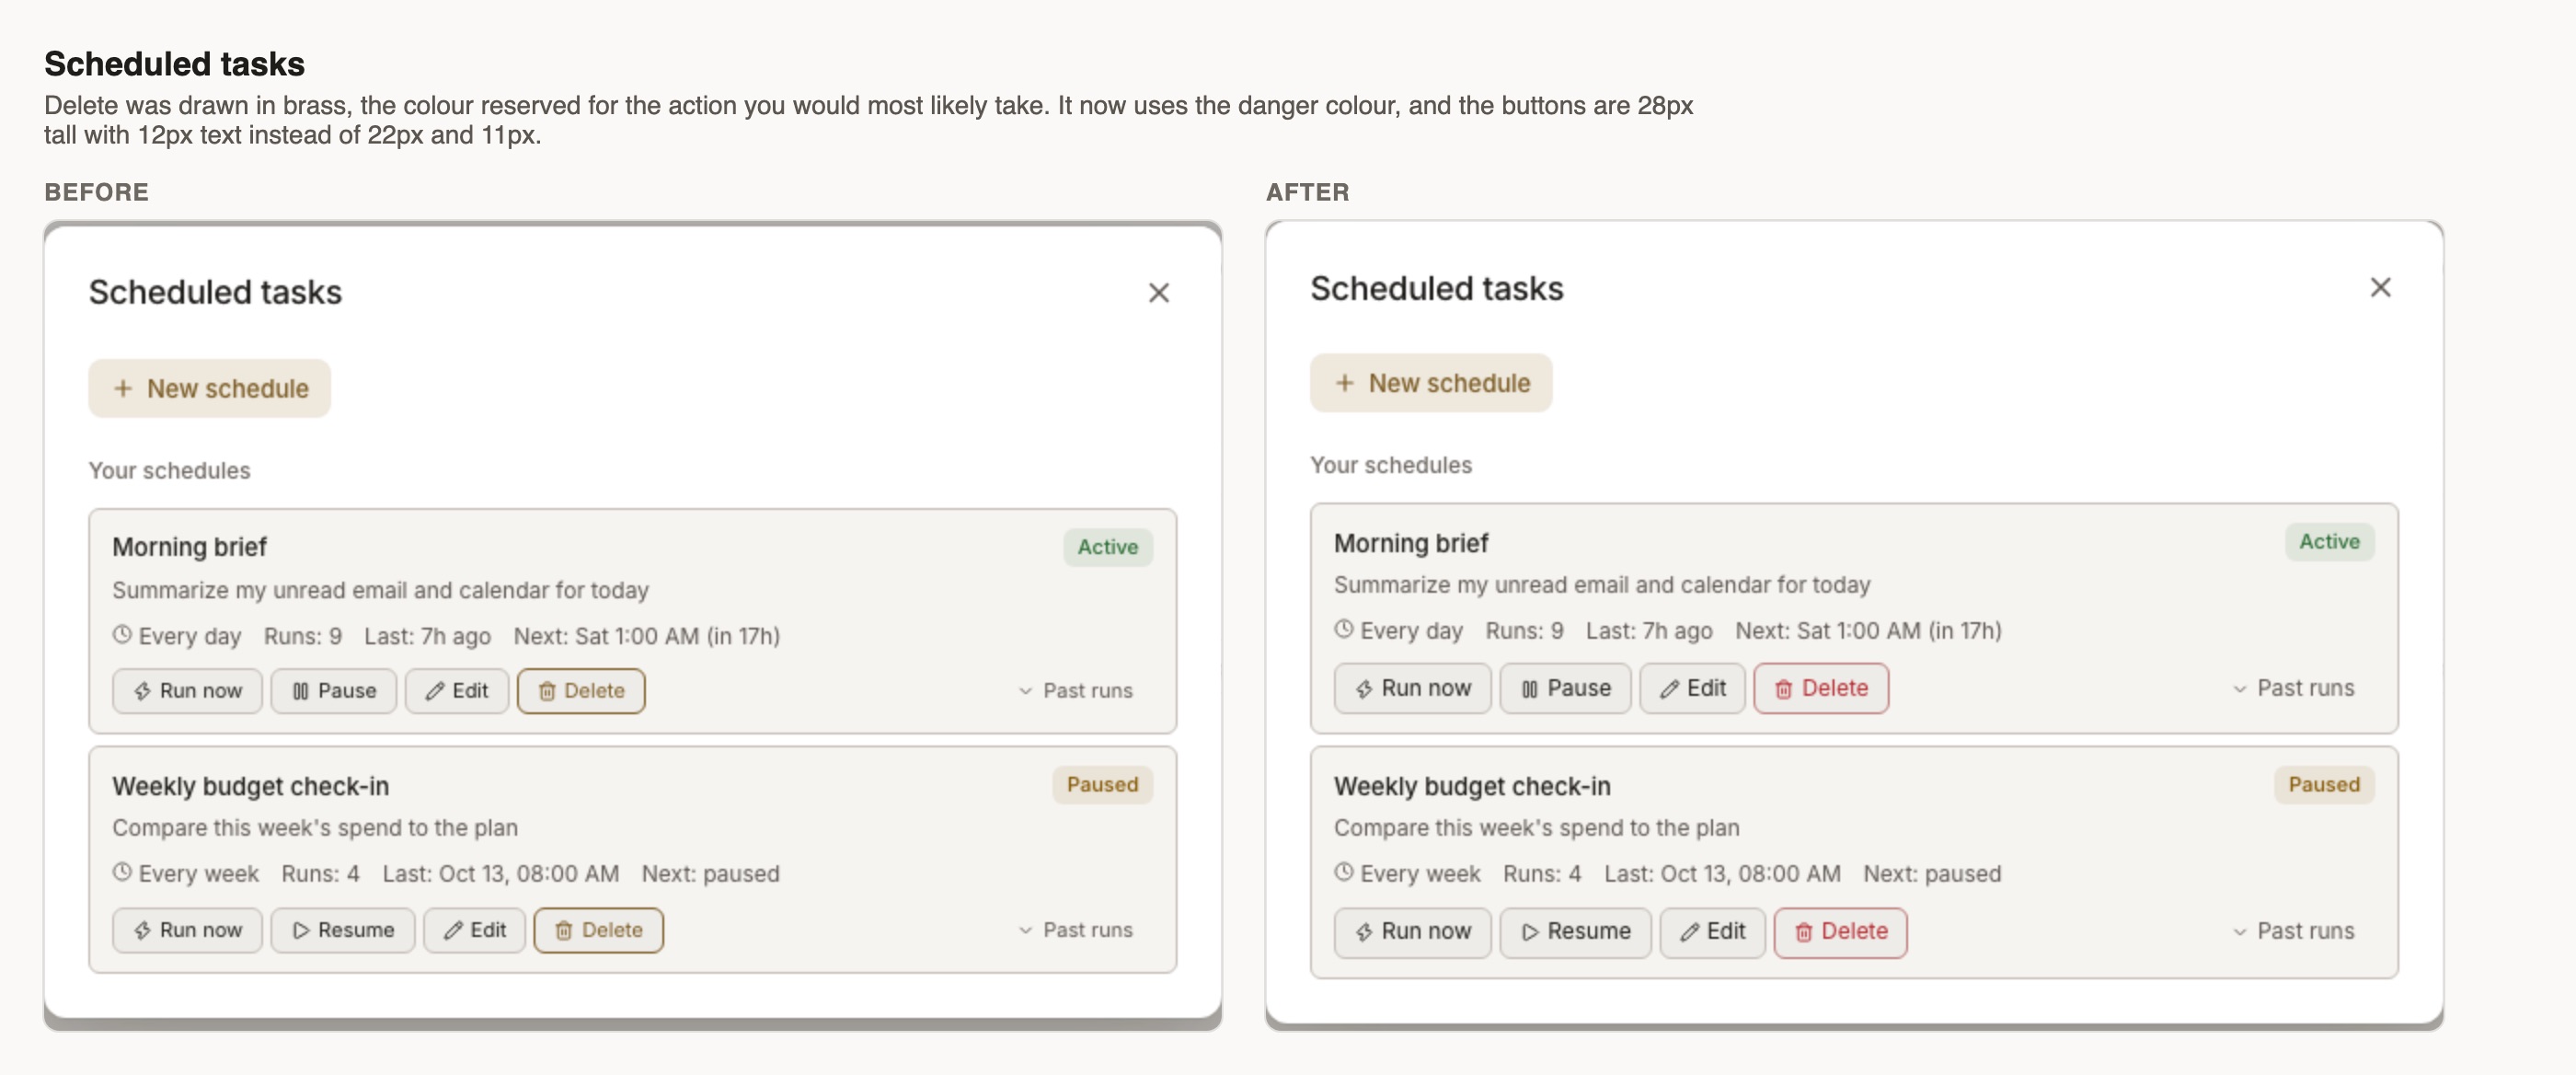 Scheduled tasks
Delete was drawn in brass, the colour reserved for the action you would most likely take. It now uses the danger colour, and the buttons are 28px
tall with 12px text instead of 22px and 11px.
BEFORE
Scheduled tasks
+ New schedule
Your schedules
Morning brief
Active
Summarize my unread email and calendar for today
Every day Runs: 9 Last: 7h ago Next: Sat 1:00 AM (in 17h)
Run now Pause Edit Delete Past runs
Weekly budget check-in
Paused
Compare this week's spend to the plan
Every week Runs: 4 Last: Oct 13, 08:00 AM Next: paused
Run now Resume Edit Delete Past runs
AFTER
Scheduled tasks
+ New schedule
Your schedules
Morning brief
Active
Summarize my unread email and calendar for today
Every day Runs: 9 Last: 7h ago Next: Sat 1:00 AM (in 17h)
Run now Pause Edit Delete Past runs
Weekly budget check-in
Paused
Compare this week's spend to the plan
Every week Runs: 4 Last: Oct 13, 08:00 AM Next: paused
Run now Resume Edit Delete Past runs